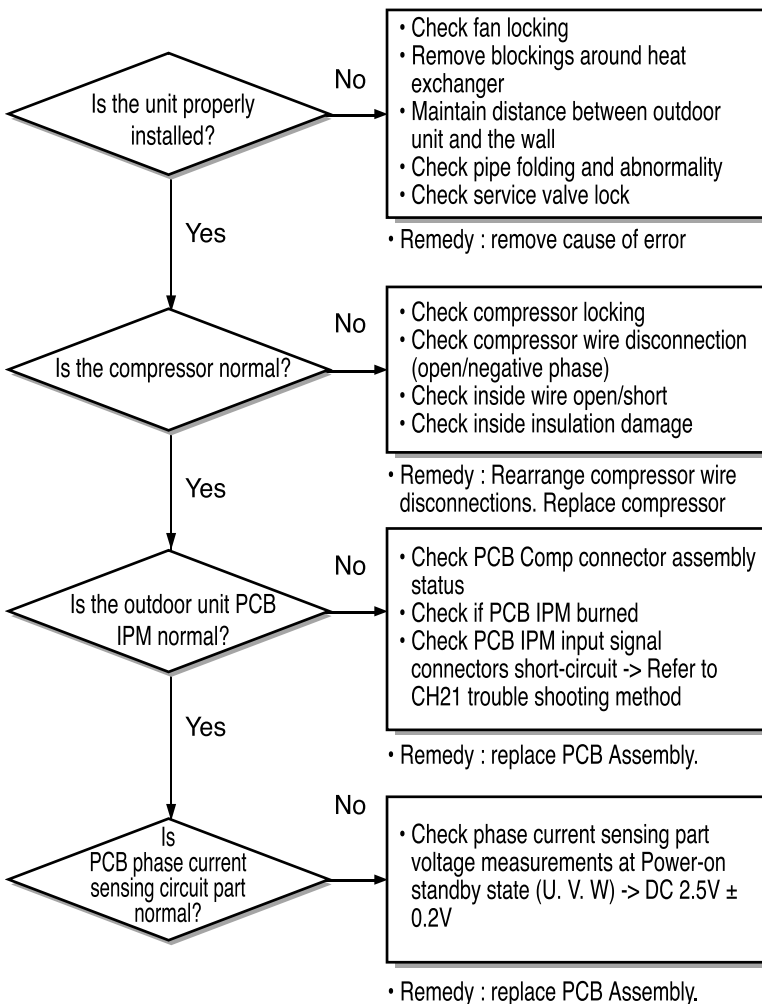 Is the unit properly
installed?
No
• Check fan locking
• Remove blockings around heat
exchanger
• Maintain distance between outdoor
unit and the wall
• Check pipe folding and abnormality
• Check service valve lock
• Remedy : remove cause of error
Yes
Is the compressor normal?
No
• Check compressor locking
• Check compressor wire disconnection
(open/negative phase)
• Check inside wire open/short
• Check inside insulation damage
• Remedy : Rearrange compressor wire
disconnections. Replace compressor
Yes
Is the outdoor unit PCB
IPM normal?
No
• Check PCB Comp connector assembly
status
• Check if PCB IPM burned
• Check PCB IPM input signal
connectors short-circuit -> Refer to
CH21 trouble shooting method
• Remedy : replace PCB Assembly.
Yes
Is
PCB phase current
sensing circuit part
normal?
No
• Check phase current sensing part
voltage measurements at Power-on
standby state (U. V. W) -> DC 2.5V ±
0.2V
• Remedy : replace PCB Assembly.